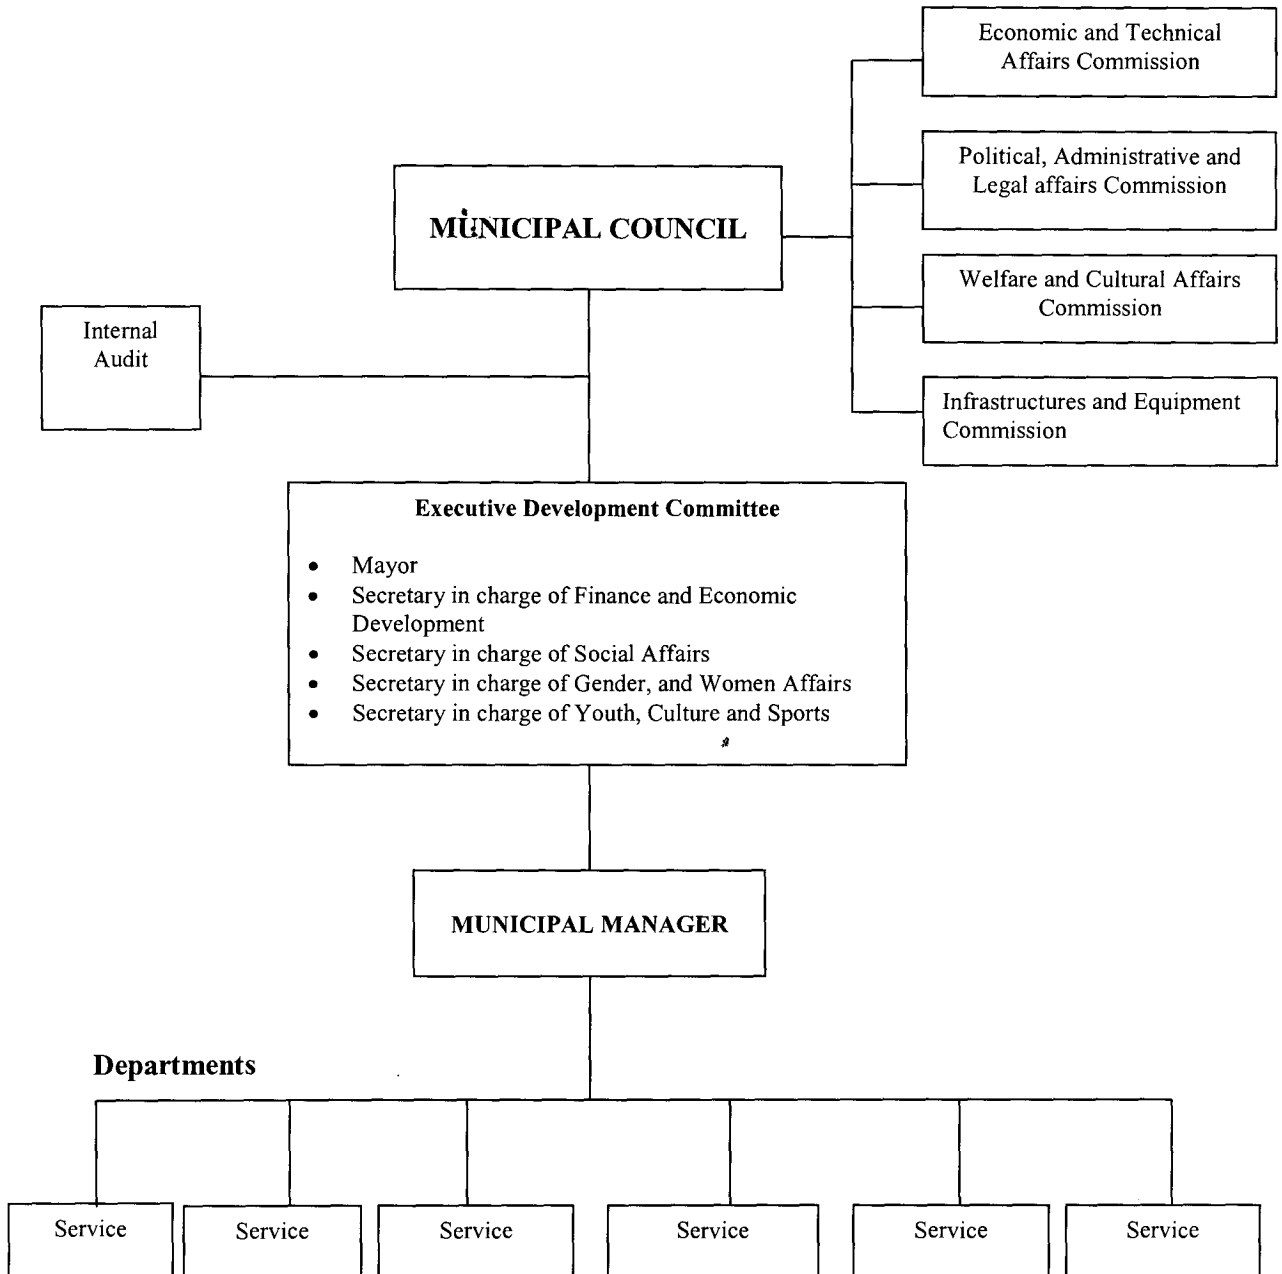 Economic and Technical
Affairs Commission
Political, Administrative and
Legal affairs Commission
MUNICIPAL COUNCIL
Welfare and Cultural Affairs
Commission
Internal
Audit
Infrastructures and Equipment
Commission
Executive Development Committee
• Mayor
• Secretary in charge of Finance and Economic
Development
• Secretary in charge of Social Affairs
• Secretary in charge of Gender, and Women Affairs
• Secretary in charge of Youth, Culture and Sports
MUNICIPAL MANAGER
Departments
Service
Service
Service
Service
Service
Service